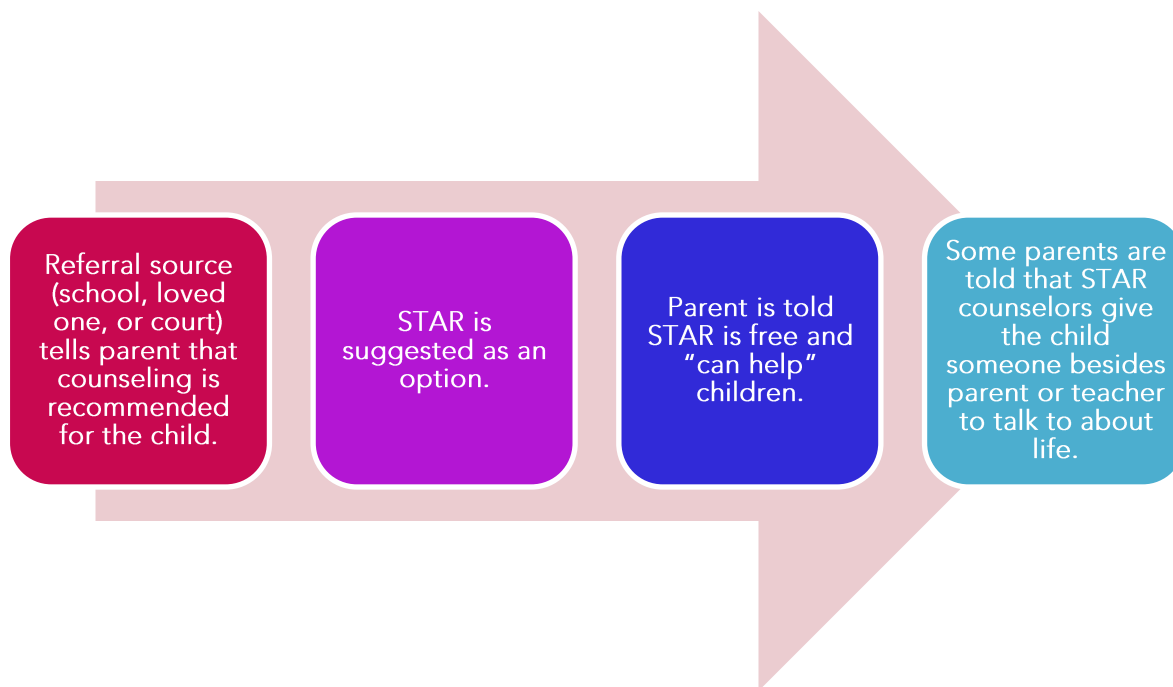 Referral source
(school, loved
one, or court)
tells parent that
counseling is
recommended
for the child.
STAR is
suggested as an
option.
Parent is told
STAR is free and
“can help”
children.
Some parents are
told that STAR
counselors give
the child
someone besides
parent or teacher
to talk to about
life.